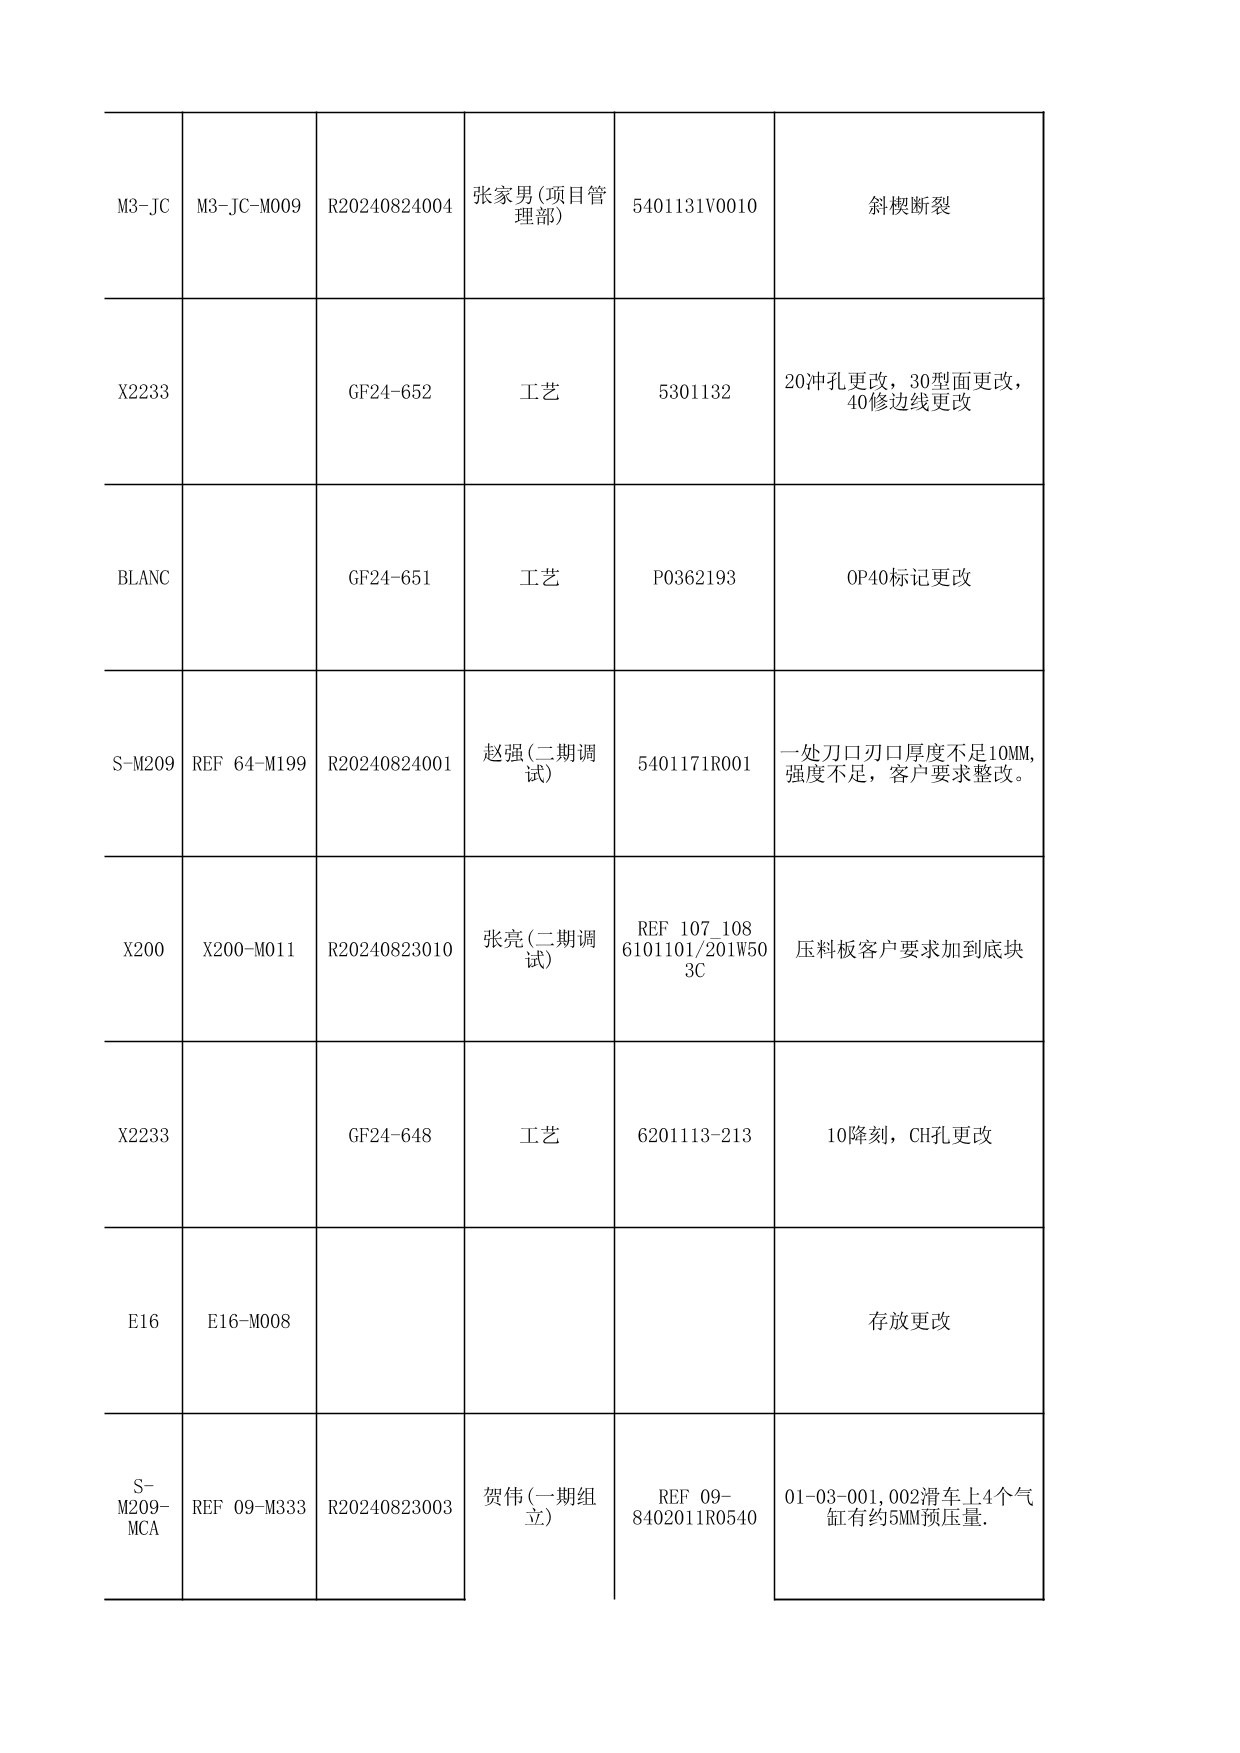 M3-JC M3-JC-M009 R20240824004 张家男(项目管 5401131V0010 斜楔断裂
理部)
X2233 GF24-652 工艺 5301132 20冲孔更改，30型面更改，
40修边线更改
BLANC GF24-651 工艺 P0362193 OP40标记更改
S-M209 REF 64-M199 R20240824001 赵强(二期调 5401171R001 一处刀口刃口厚度不足10MM,
试) 强度不足，客户要求整改。
X200 X200-M011 R20240823010 张亮(二期调 REF 107_108 压料板客户要求加到底块
试) 6101101/201W50
3C
X2233 GF24-648 工艺 6201113-213 10降刻，CH孔更改
E16 E16-M008 存放更改
S-
M209- REF 09-M333 R20240823003 贺伟(一期组 REF 09- 01-03-001,002滑车上4个气
MCA 立) 8402011R0540 缸有约5MM预压量.